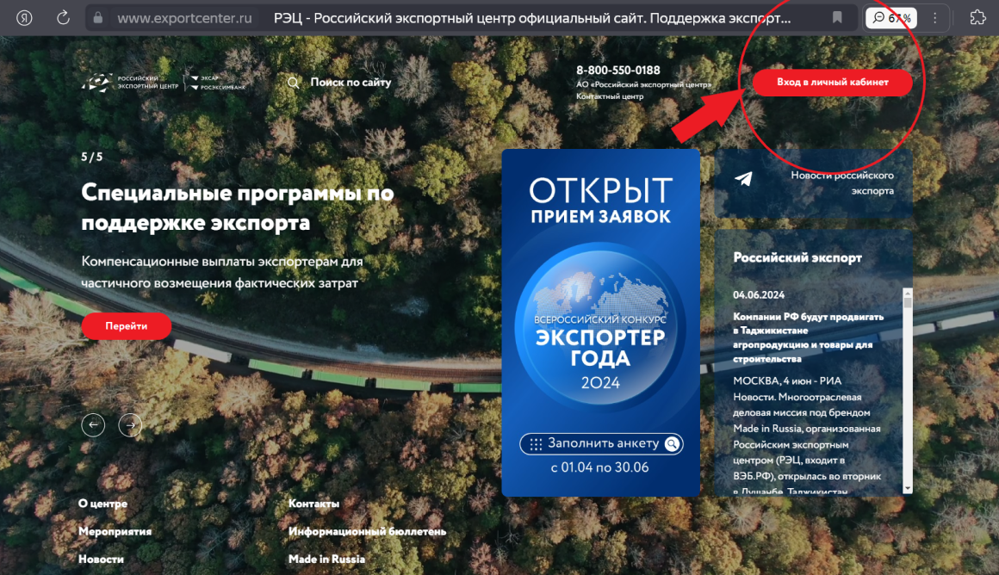 www.exportcenter.ru
РЭЦ - Российский экспортный центр официальный сайт. Поддержка экспорт...
67%
РОССИЙСКИЙ
ЭКСПОРТНЫЙ ЦЕНТР
ЭКСАР
РОСЭКСИМБАНК
Поиск по сайту
8-800-550-0188
АО «Российский экспортный центр»
Контактный центр
Вход в личный кабинет
5/5
Специальные программы по
поддержке экспорта
Компенсационные выплаты экспортерам для
частичного возмещения фактических затрат
Перейти
ОТКРЫТ
ПРИЕМ ЗАЯВОК
ВСЕРОССИЙСКИЙ КОНКУРС
ЭКСПОРТЕР
ГОДА
2024
Заполнить анкету
с 01.04 по 30.06
Новости российского
экспорта
Российский экспорт
04.06.2024
Компании РФ будут продвигать
в Таджикистане
агропродукцию и товары для
строительства
МОСКВА, 4 июн - РИА
Новости. Многоотраслевая
деловая миссия под брендом
Made in Russia, организованная
Российским экспортным
центром (РЭЦ, входит в
ВЭБ.РФ), открылась во вторник
в Душанбе, Таджикистан,
О центре
Мероприятия
Новости
Контакты
Информационный бюллетень
Made in Russia